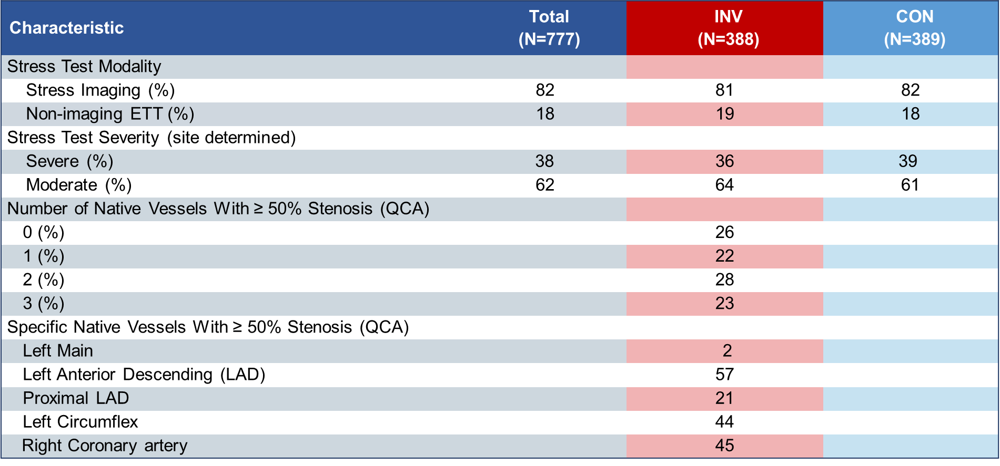 Characteristic Total (N=777) INV (N=388) CON (N=389)
Stress Test Modality
Stress Imaging (%) 82 81 82
Non-imaging ETT (%) 18 19 18
Stress Test Severity (site determined)
Severe (%) 38 36 39
Moderate (%) 62 64 61
Number of Native Vessels With ≥ 50% Stenosis (QCA)
0 (%) 26
1 (%) 22
2 (%) 28
3 (%) 23
Specific Native Vessels With ≥ 50% Stenosis (QCA)
Left Main 2
Left Anterior Descending (LAD) 57
Proximal LAD 21
Left Circumflex 44
Right Coronary artery 45